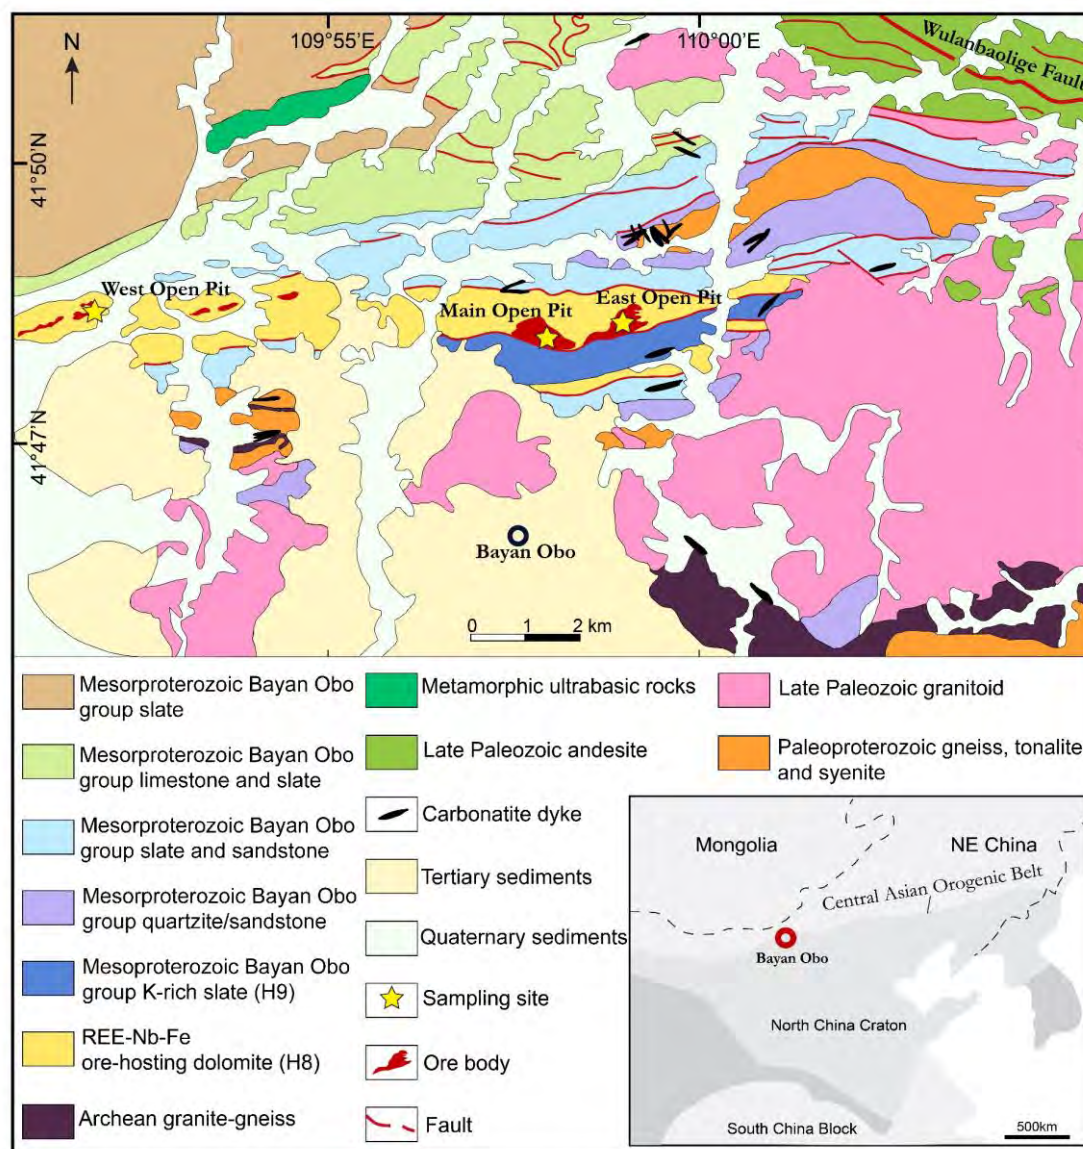 N
109°55'E
110°00'E
Wulanbaolige Fault
41°50'N
West Open Pit
Main Open Pit
East Open Pit
41°47'N
Bayan Obo
0 1 2 km
Mesorproterozoic Bayan Obo
group slate
Mesorproterozoic Bayan Obo
group limestone and slate
Mesorproterozoic Bayan Obo
group slate and sandstone
Mesorproterozoic Bayan Obo
group quartzite/sandstone
Mesoproterozoic Bayan Obo
group K-rich slate (H9)
REE-Nb-Fe
ore-hosting dolomite (H8)
Archean granite-gneiss
Metamorphic ultrabasic rocks
Late Paleozoic andesite
Carbonatite dyke
Tertiary sediments
Quaternary sediments
Sampling site
Ore body
Fault
Late Paleozoic granitoid
Paleoproterozoic gneiss, tonalite
and syenite
Mongolia
NE China
Central Asian Orogenic Belt
Bayan Obo
North China Craton
South China Block
500km